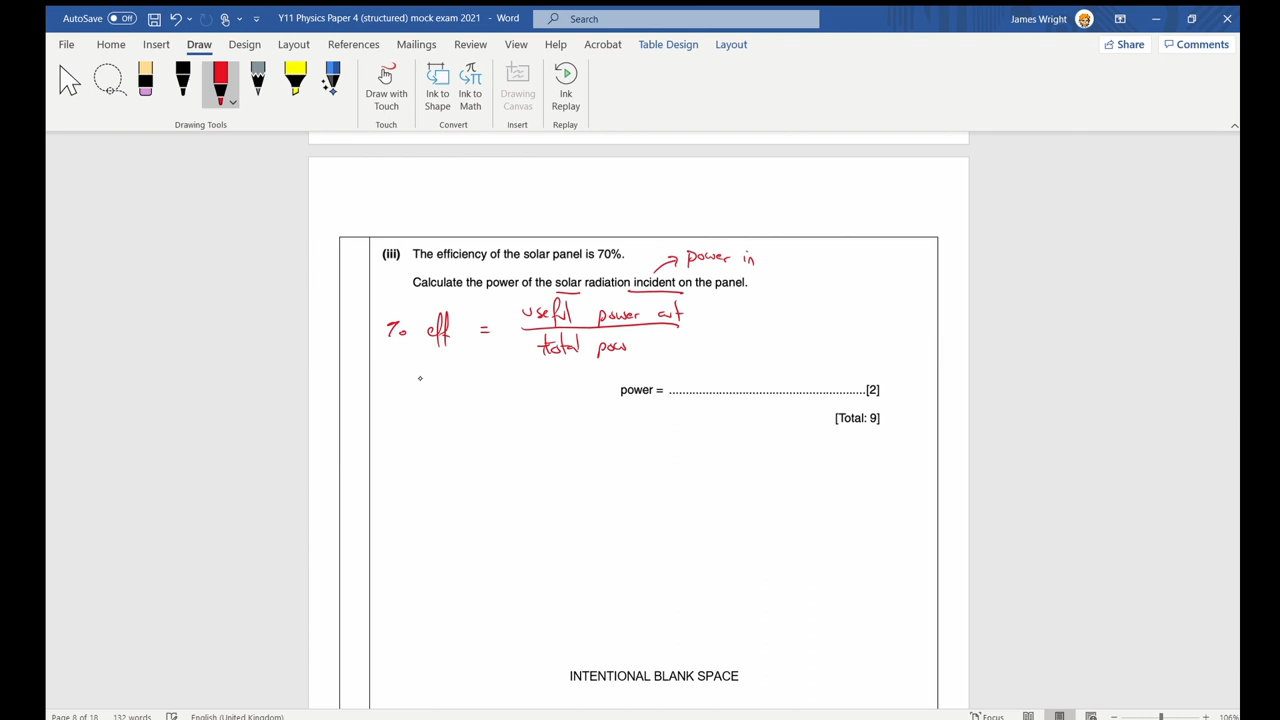 AutoSave Off Y11 Physics Paper 4 (structured) mock exam 2021 - Word Search James Wright
File Home Insert Draw Design Layout References Mailings Review View Help Acrobat Table Design Layout Share Comments
Draw with Touch Ink to Shape Ink to Math Drawing Canvas Ink Replay
Drawing Tools Touch Convert Insert Replay
(iii) The efficiency of the solar panel is 70%.
power in
Calculate the power of the solar radiation incident on the panel.
% eff = useful power out
total pow
power = ..........................................................[2]
[Total: 9]
INTENTIONAL BLANK SPACE
Page 8 of 18 132 words English (United Kingdom) Focus 106%